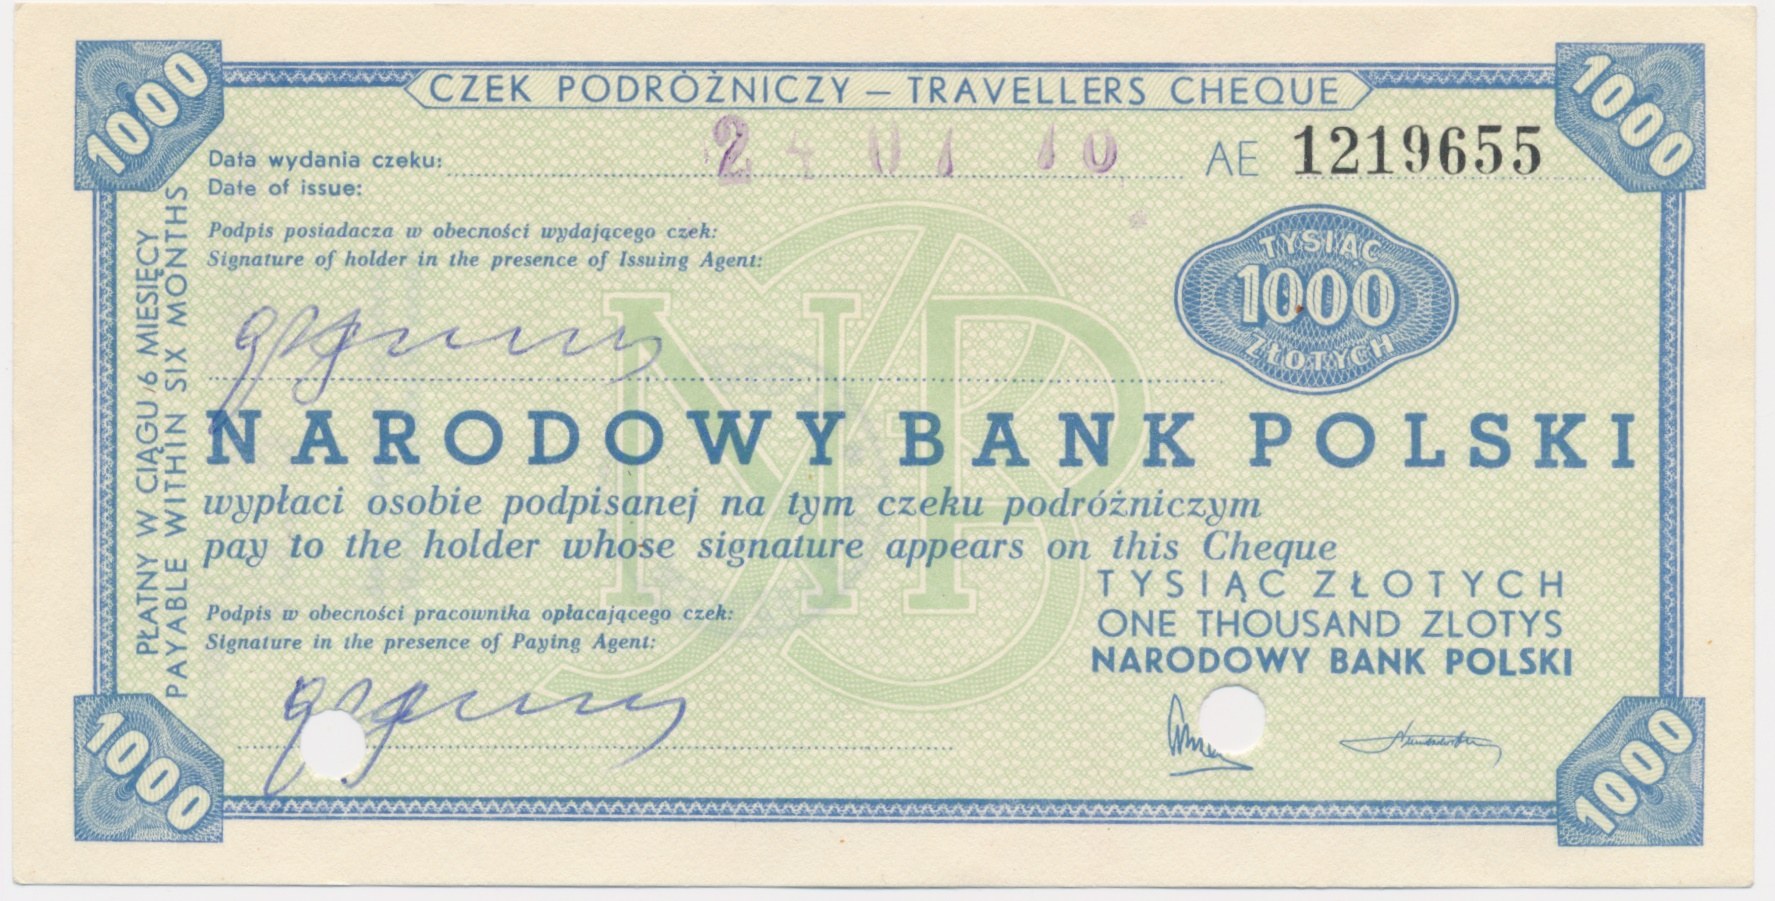 1000
1000
CZEK PODRÓŻNICZY — TRAVELLERS CHEQUE
Data wydania czeku:
Date of issue:
AE 1219655
Podpis posiadacza w obecności wydającego czek:
Signature of holder in the presence of Issuing Agent:
TYSIĄC
1000
ZŁOTYCH
NBP
NARODOWY BANK POLSKI
wypłaci osobie podpisanej na tym czeku podróżniczym
pay to the holder whose signature appears on this Cheque
TYSIĄC ZŁOTYCH
ONE THOUSAND ZLOTYS
NARODOWY BANK POLSKI
Podpis w obecności pracownika opłacającego czek:
Signature in the presence of Paying Agent:
PŁATNY W CIĄGU 6 MIESIĘCY
PAYABLE WITHIN SIX MONTHS
1000
1000